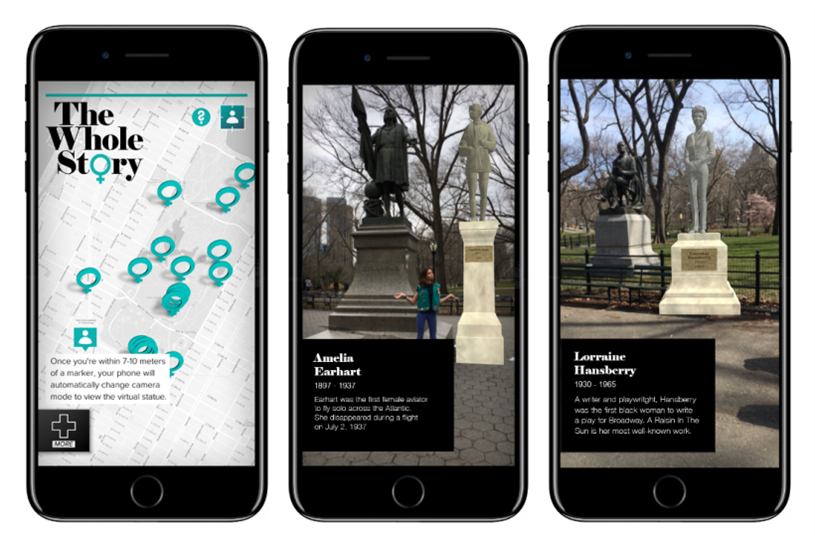 The
Whole
Story
Once you're within 7-10 meters
of a marker, your phone will
automatically change camera
mode to view the virtual statue.
MORE
Amelia
Earhart
1897 - 1937
Earhart was the first female aviator
to fly solo across the Atlantic.
She disappeared during a flight
on July 2, 1937
Lorraine
Hansberry
1930 - 1965
A writer and playwritght, Hansberry
was the first black woman to write
a play for Broadway. A Raisin In The
Sun is her most well-known work.
Lorraine
Hansberry